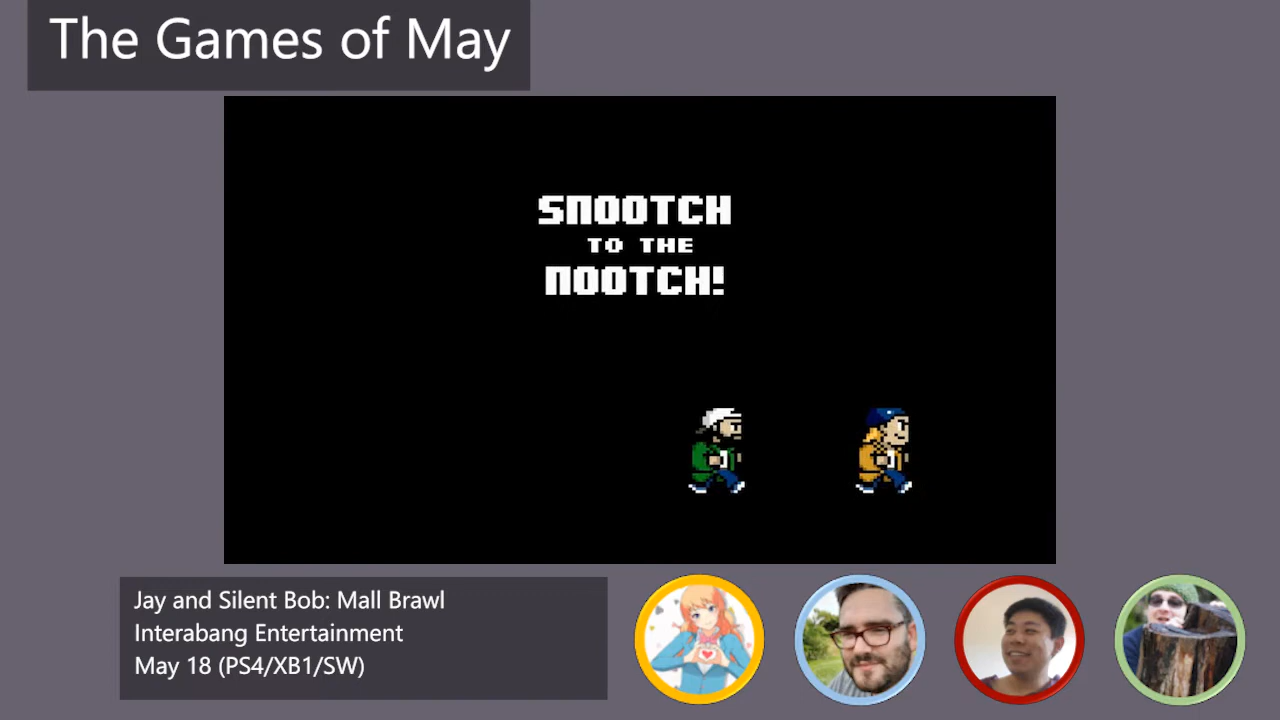 The Games of May
SNOOTCH
TO THE
NOOTCH!
Jay and Silent Bob: Mall Brawl
Interabang Entertainment
May 18 (PS4/XB1/SW)